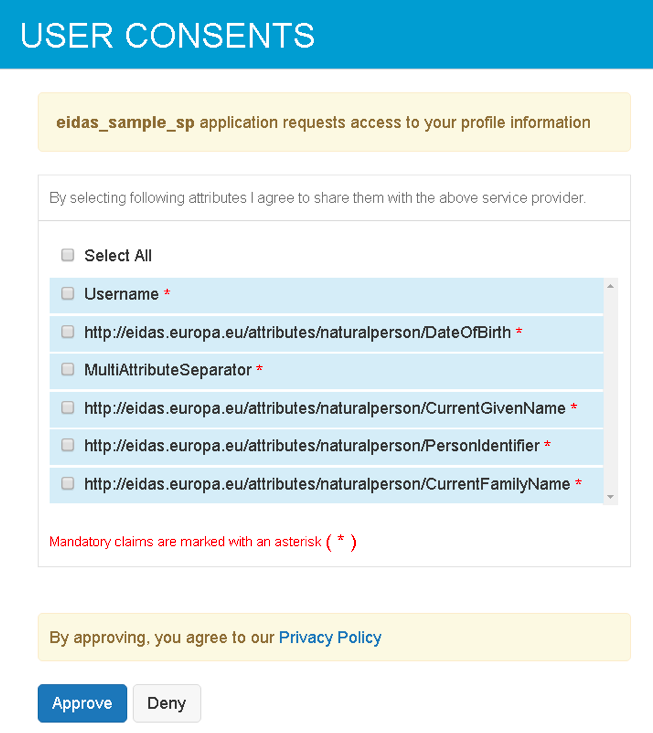 USER CONSENTS
eidas_sample_sp application requests access to your profile information
By selecting following attributes I agree to share them with the above service provider.
Select All
Username *
http://eidas.europa.eu/attributes/naturalperson/DateOfBirth *
MultiAttributeSeparator *
http://eidas.europa.eu/attributes/naturalperson/CurrentGivenName *
http://eidas.europa.eu/attributes/naturalperson/PersonIdentifier *
http://eidas.europa.eu/attributes/naturalperson/CurrentFamilyName *
Mandatory claims are marked with an asterisk ( * )
By approving, you agree to our Privacy Policy
Approve Deny